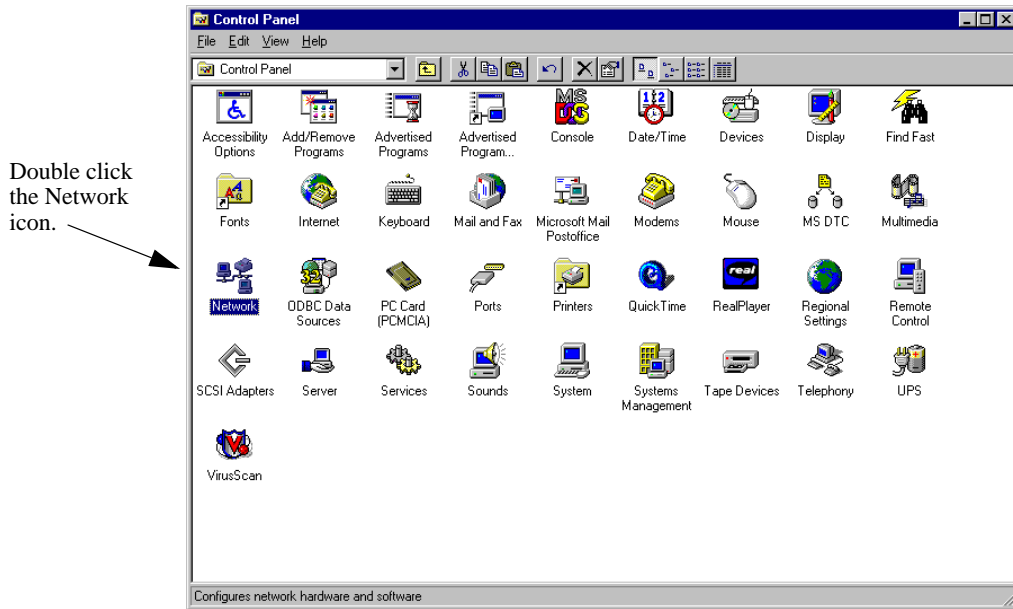 Control Panel
File Edit View Help
Control Panel
Accessibility Options
Add/Remove Programs
Advertised Programs
Advertised Program...
Console
Date/Time
Devices
Display
Find Fast
Double click
the Network
icon.
Fonts
Internet
Keyboard
Mail and Fax
Microsoft Mail Postoffice
Modems
Mouse
MS DTC
Multimedia
Network
ODBC Data Sources
PC Card (PCMCIA)
Ports
Printers
QuickTime
real
RealPlayer
Regional Settings
Remote Control
SCSI Adapters
Server
Services
Sounds
System
Systems Management
Tape Devices
Telephony
UPS
VirusScan
Configures network hardware and software